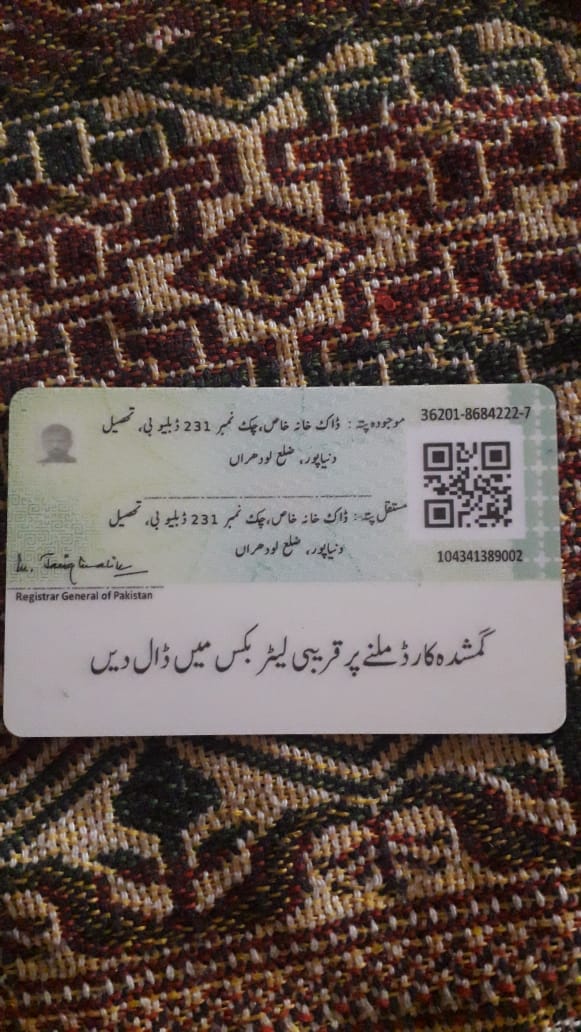 36201-8684222-7
موجودہ پتہ : ڈاک خانہ خاص، چک نمبر 231 ڈبلیو بی، تحصیل
دنیاپور، ضلع لودھراں
مستقل پتہ : ڈاک خانہ خاص، چک نمبر 231 ڈبلیو بی، تحصیل
دنیاپور، ضلع لودھراں
104341389002
Registrar General of Pakistan
گمشدہ کارڈ ملنے پر قریبی لیٹر بکس میں ڈال دیں